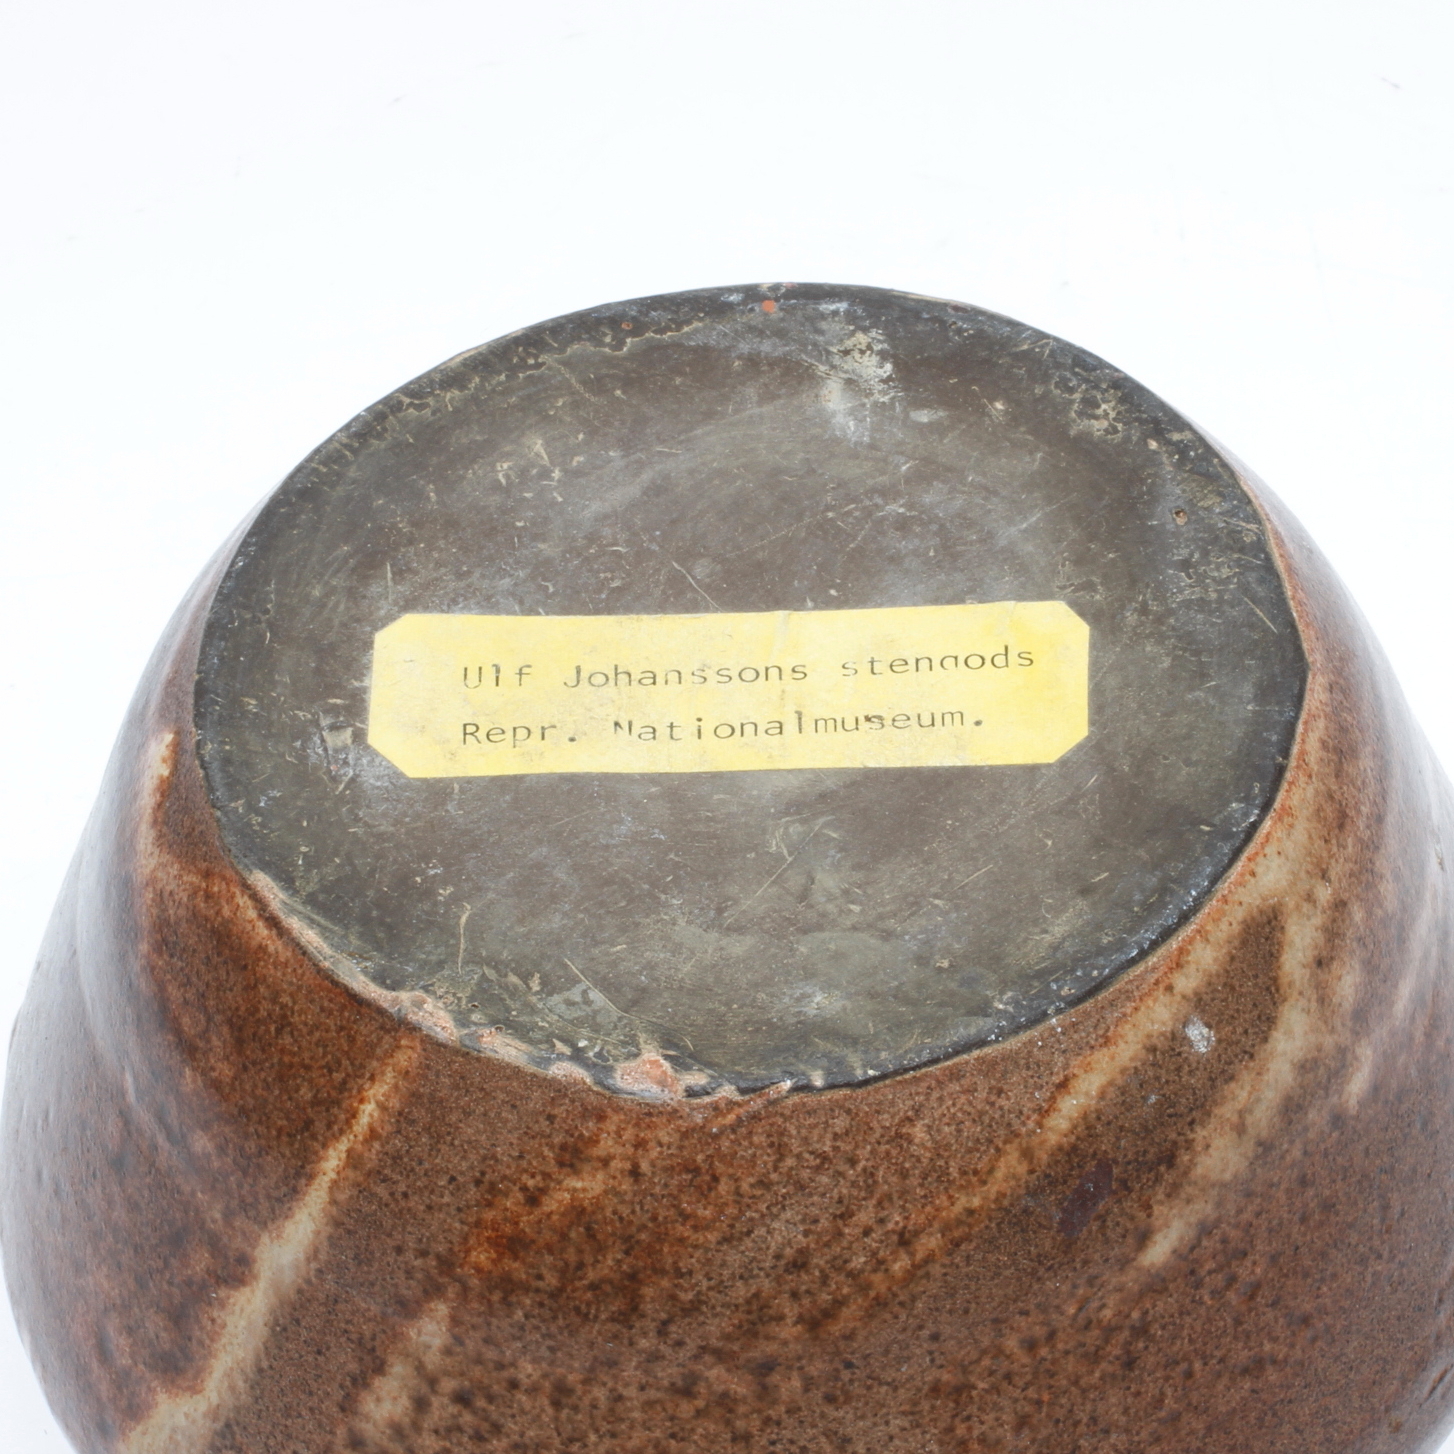 Ulf Johanssons stengods
Repr. Nationalmuseum.